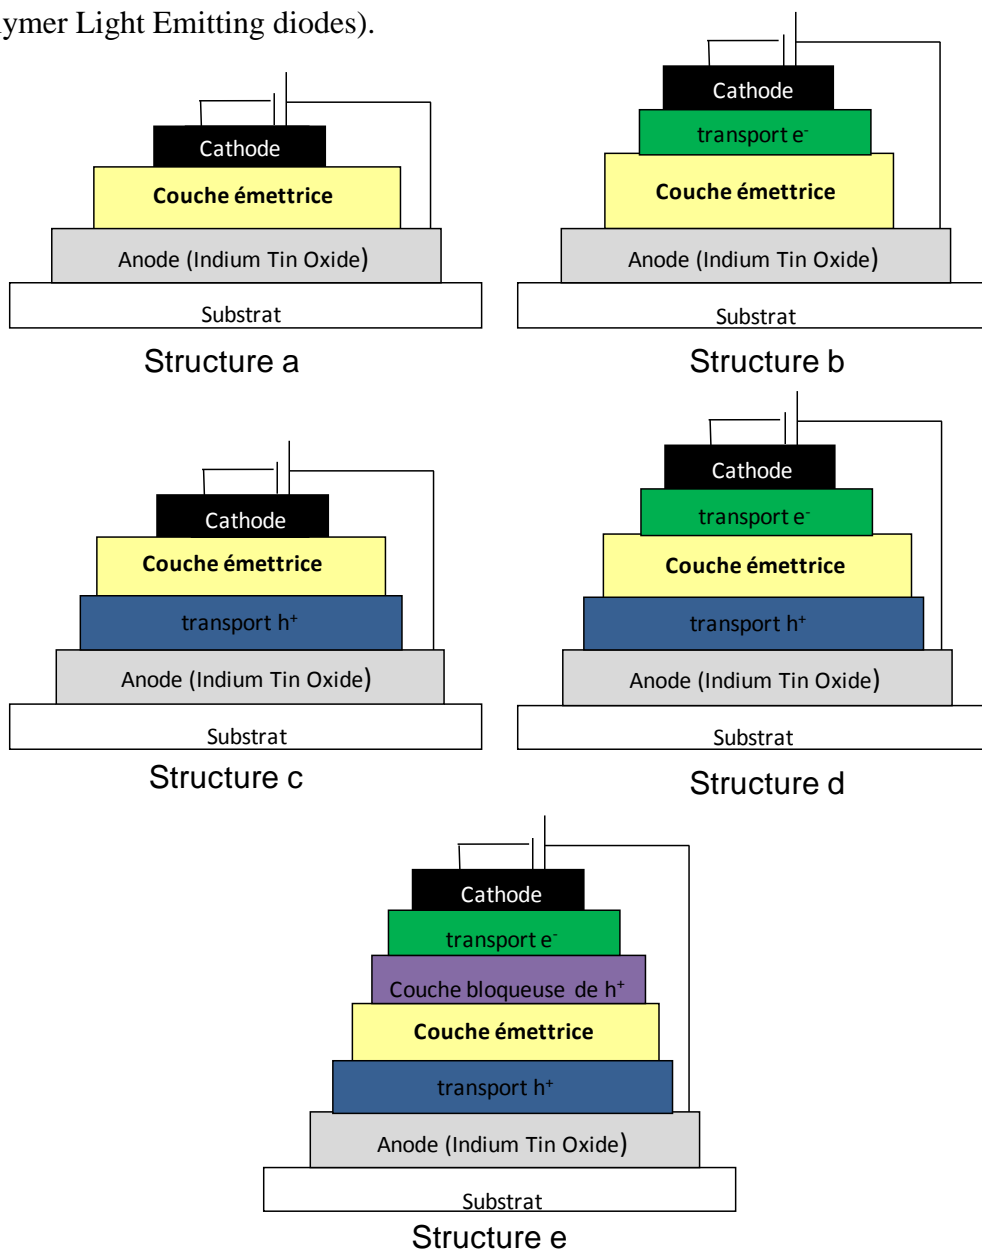 lymer Light Emitting diodes).
Cathode
Couche émettrice
Anode (Indium Tin Oxide)
Substrat
Structure a
Cathode
transport e-
Couche émettrice
Anode (Indium Tin Oxide)
Substrat
Structure b
Cathode
Couche émettrice
transport h+
Anode (Indium Tin Oxide)
Substrat
Structure c
Cathode
transport e-
Couche émettrice
transport h+
Anode (Indium Tin Oxide)
Substrat
Structure d
Cathode
transport e-
Couche bloqueuse de h+
Couche émettrice
transport h+
Anode (Indium Tin Oxide)
Substrat
Structure e